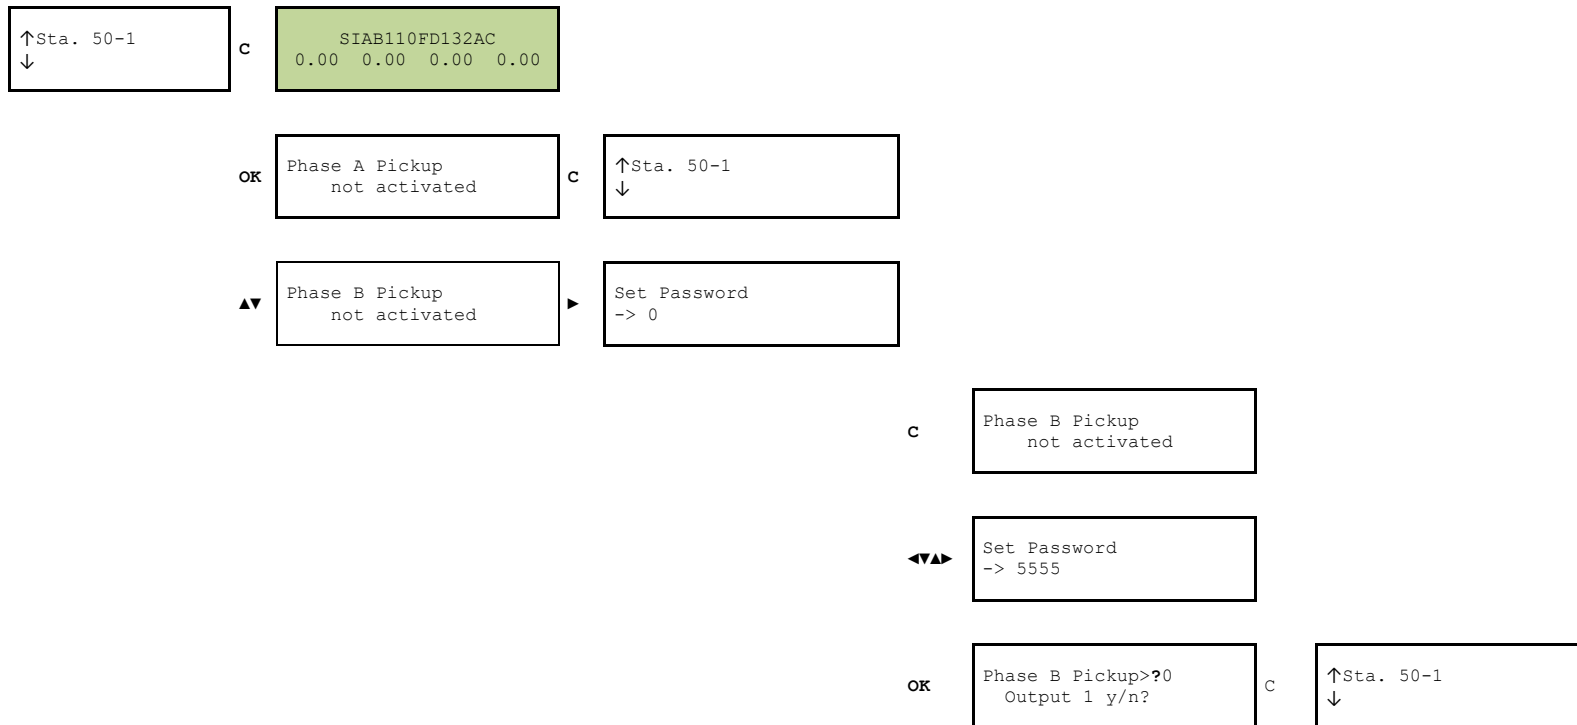 ↑Sta. 50-1
↓
C
SIAB110FD132AC
0.00 0.00 0.00 0.00
OK
Phase A Pickup
not activated
C
↑Sta. 50-1
↓
▲▼
Phase B Pickup
not activated
►
Set Password
-> 0
C
Phase B Pickup
not activated
◄▼▲►
Set Password
-> 5555
OK
Phase B Pickup>?0
Output 1 y/n?
C
↑Sta. 50-1
↓